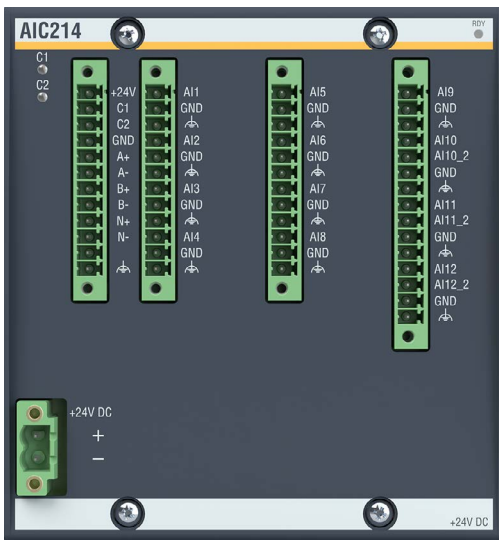 AIC214
RDY
C1
C2
+24V
C1
C2
GND
A+
A-
B+
B-
N+
N-
AI1
GND
AI2
GND
AI3
GND
AI4
GND
AI5
GND
AI6
GND
AI7
GND
AI8
GND
AI9
GND
AI10
AI10_2
GND
AI11
AI11_2
GND
AI12
AI12_2
GND
+24V DC
+
−
+24V DC